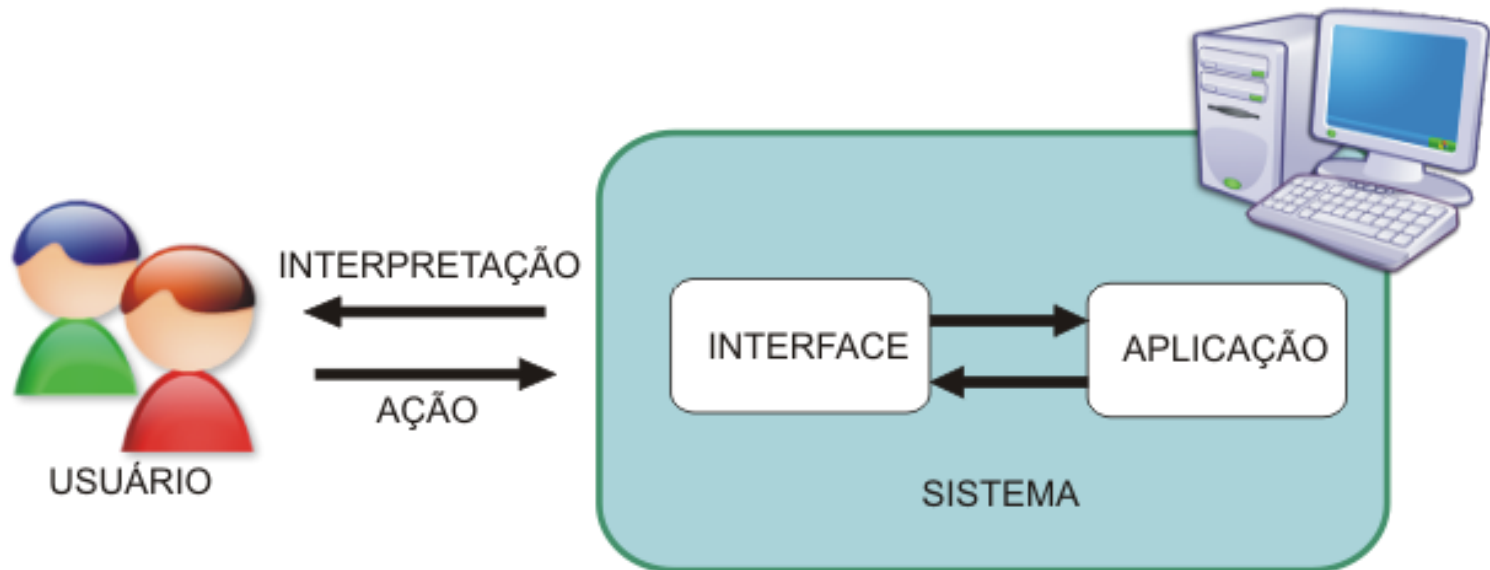 INTERPRETAÇÃO
AÇÃO
USUÁRIO
INTERFACE
APLICAÇÃO
SISTEMA